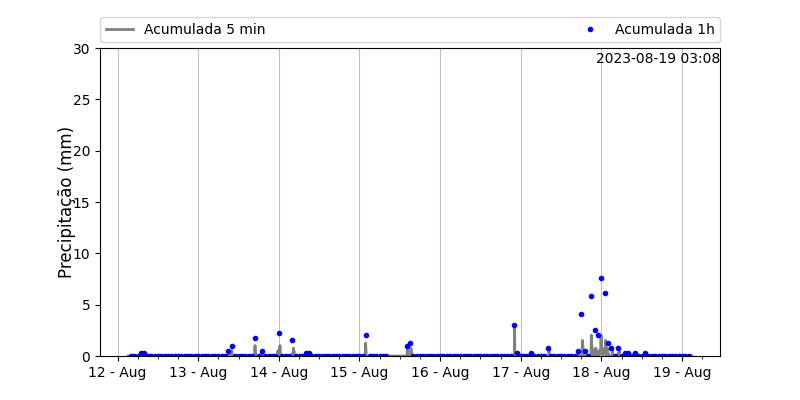 Acumulada 5 min
Acumulada 1h
2023-08-19 03:08
Precipitação (mm)
30
25
20
15
10
5
0
12 - Aug
13 - Aug
14 - Aug
15 - Aug
16 - Aug
17 - Aug
18 - Aug
19 - Aug